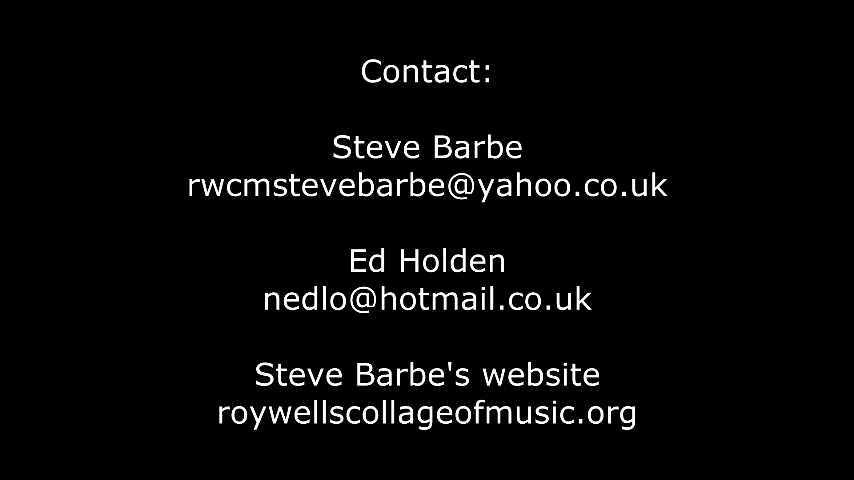 Contact:
Steve Barbe
rwcmstevebarbe@yahoo.co.uk
Ed Holden
nedlo@hotmail.co.uk
Steve Barbe's website
roywellscollageofmusic.org